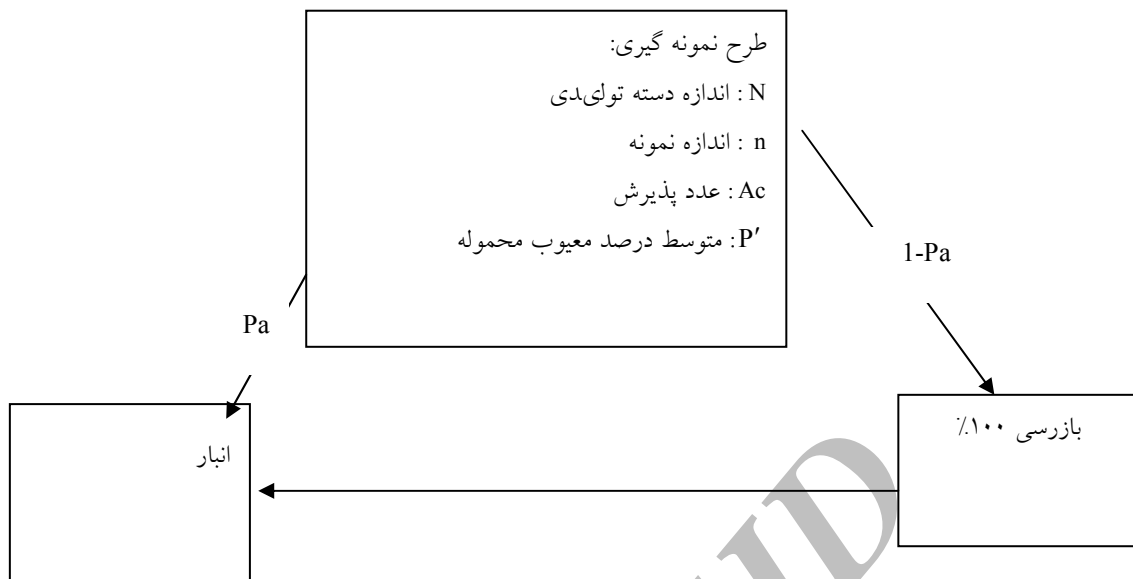 طرح نمونه گیری:
N : اندازه دسته تولیدی
n : اندازه نمونه
Ac : عدد پذیرش
P′ : متوسط درصد معیوب محموله
1-Pa
Pa
بازرسی ۱۰۰٪
انبار